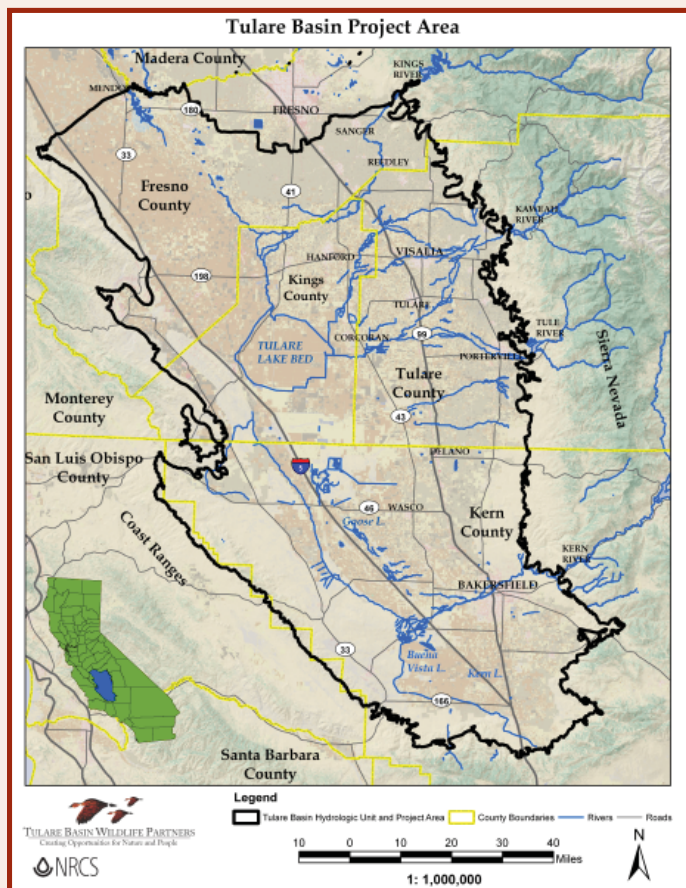 Tulare Basin Project Area
Madera County
KINGS
RIVER
180
FRESNO
SANGER
33
REEDLEY
Fresno
County
41
KAWEAH
RIVER
HANFORD
VISALIA
198
Kings
County
TULARE
TULARE
LAKE BED
CORCORAN
99
TULE
RIVER
PORTERVILLE
Sierra Nevada
Tulare
County
Monterey
County
43
San Luis Obispo
County
DELANO
5
46
WASCO
Goose L.
Kern
County
Coast Ranges
KERN
RIVER
BAKERSFIELD
33
Buena
Vista L.
Kern L.
166
Santa Barbara
County
Legend
Tulare Basin Hydrologic Unit and Project Area
County Boundaries
Rivers
Roads
TULARE BASIN WILDLIFE PARTNERS
Creating Opportunities for Nature and People
NRCS
10 0 10 20 30 40
Miles
1: 1,000,000
N